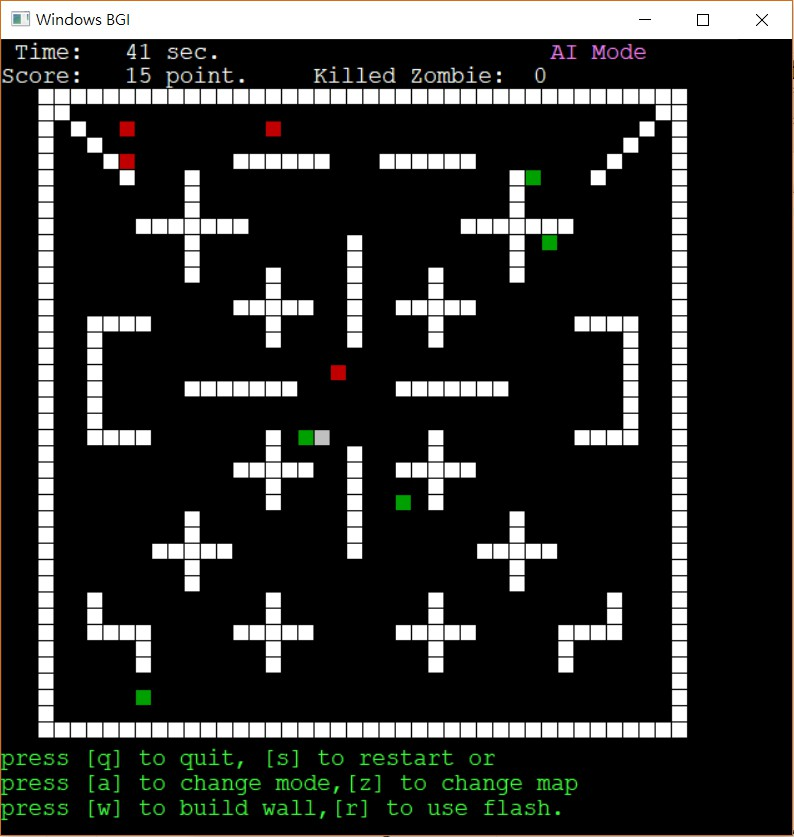 Windows BGI
Time: 41 sec. AI Mode
Score: 15 point. Killed Zombie: 0
press [q] to quit, [s] to restart or
press [a] to change mode,[z] to change map
press [w] to build wall,[r] to use flash.